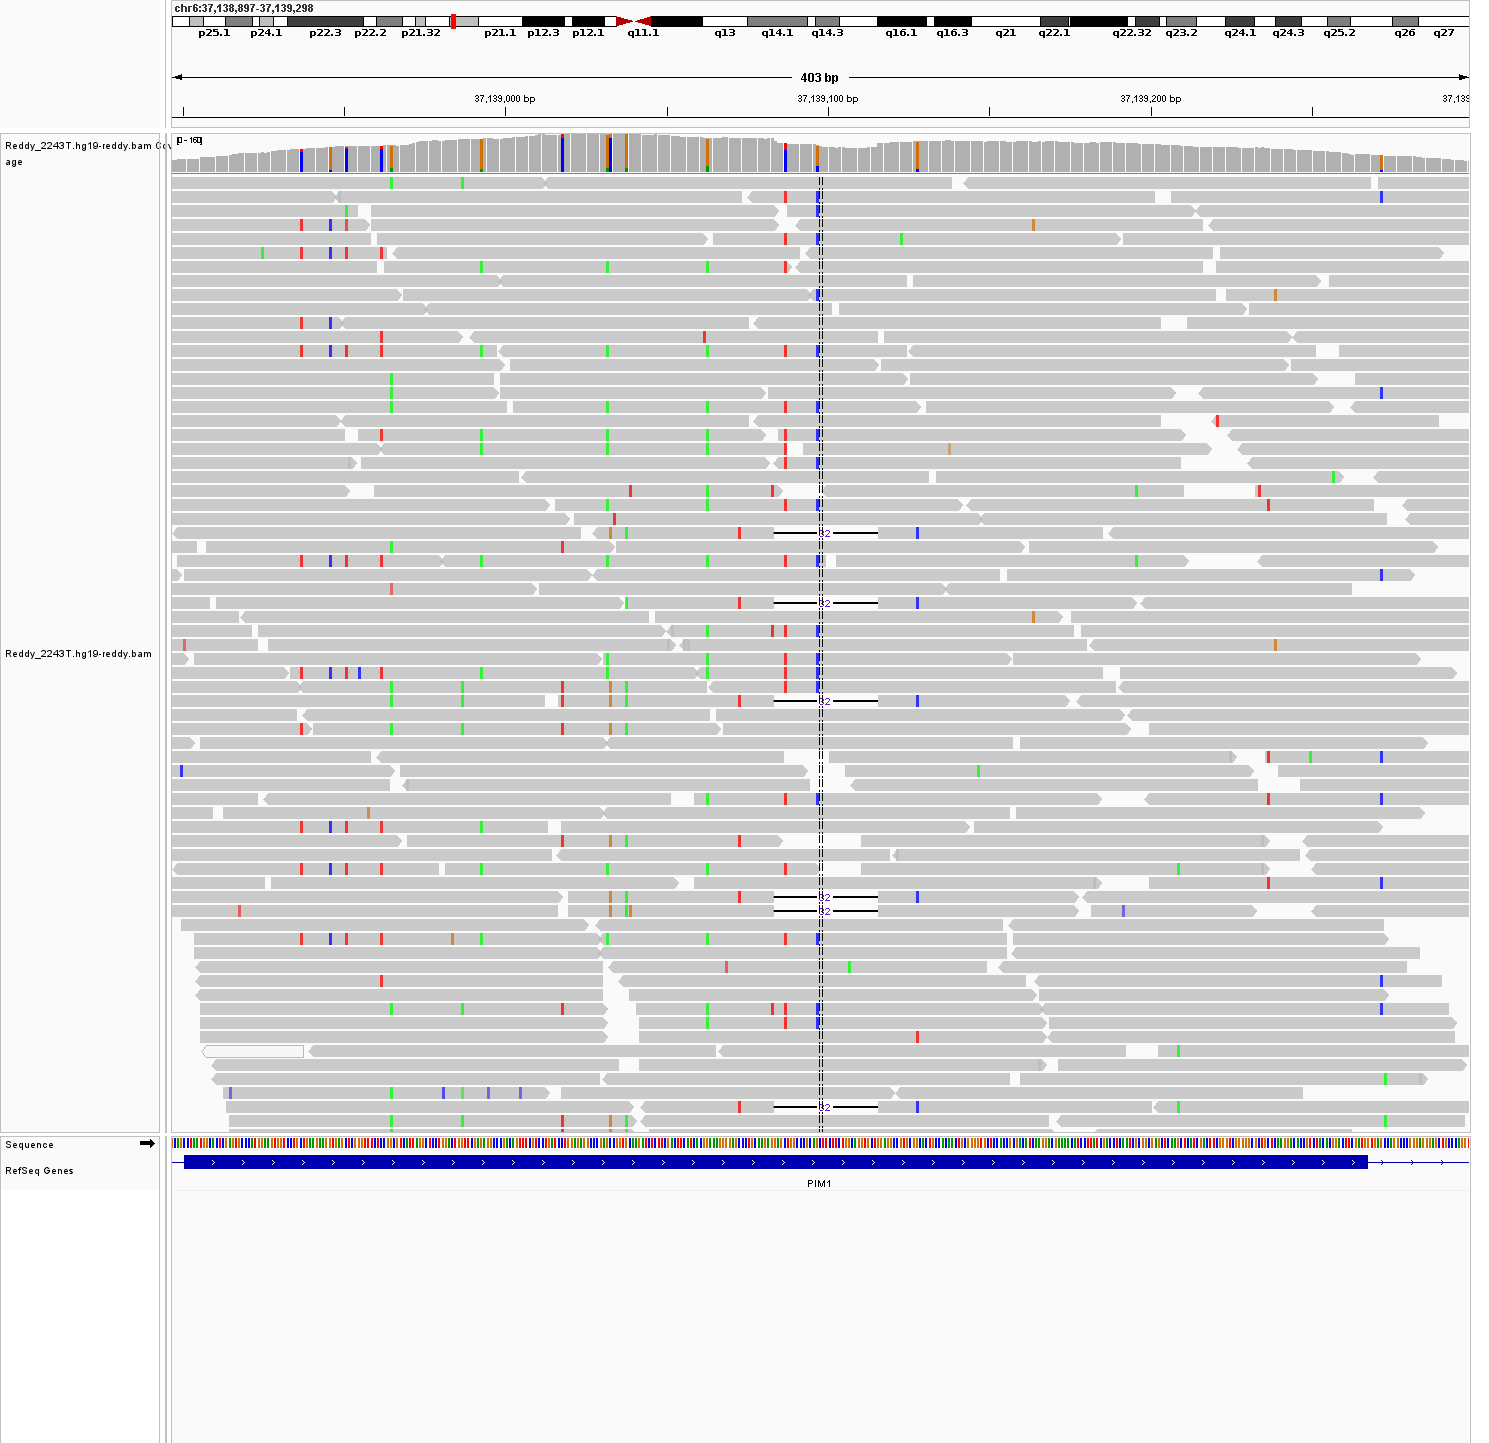 chr6:37,138,897-37,139,298
p25.1 p24.1 p22.3 p22.2 p21.32 p21.1 p12.3 p12.1 q11.1 q13 q14.1 q14.3 q16.1 q16.3 q21 q22.1 q22.32 q23.2 q24.1 q24.3 q25.2 q26 q27
403 bp
37,139,000 bp 37,139,100 bp 37,139,200 bp 37,139
Reddy_2243T.hg19-reddy.bam Cov
age
[0 - 160]
32
32
32
32
32
Reddy_2243T.hg19-reddy.bam
32
Sequence
RefSeq Genes
PIM1